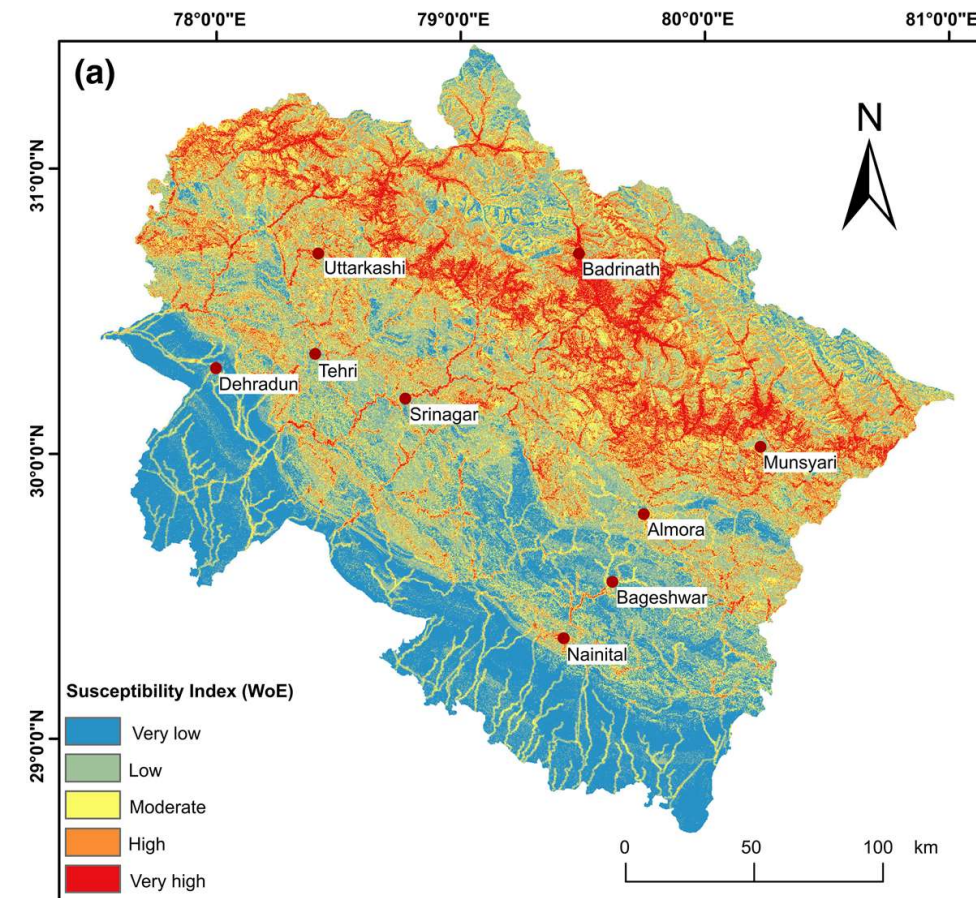 78°0'0"E
79°0'0"E
80°0'0"E
81°0'0"E
(a)
N
31°0'0"N
30°0'0"N
29°0'0"N
Uttarkashi
Badrinath
Tehri
Dehradun
Srinagar
Munsyari
Almora
Bageshwar
Nainital
Susceptibility Index (WoE)
Very low
Low
Moderate
High
Very high
0 50 100 km